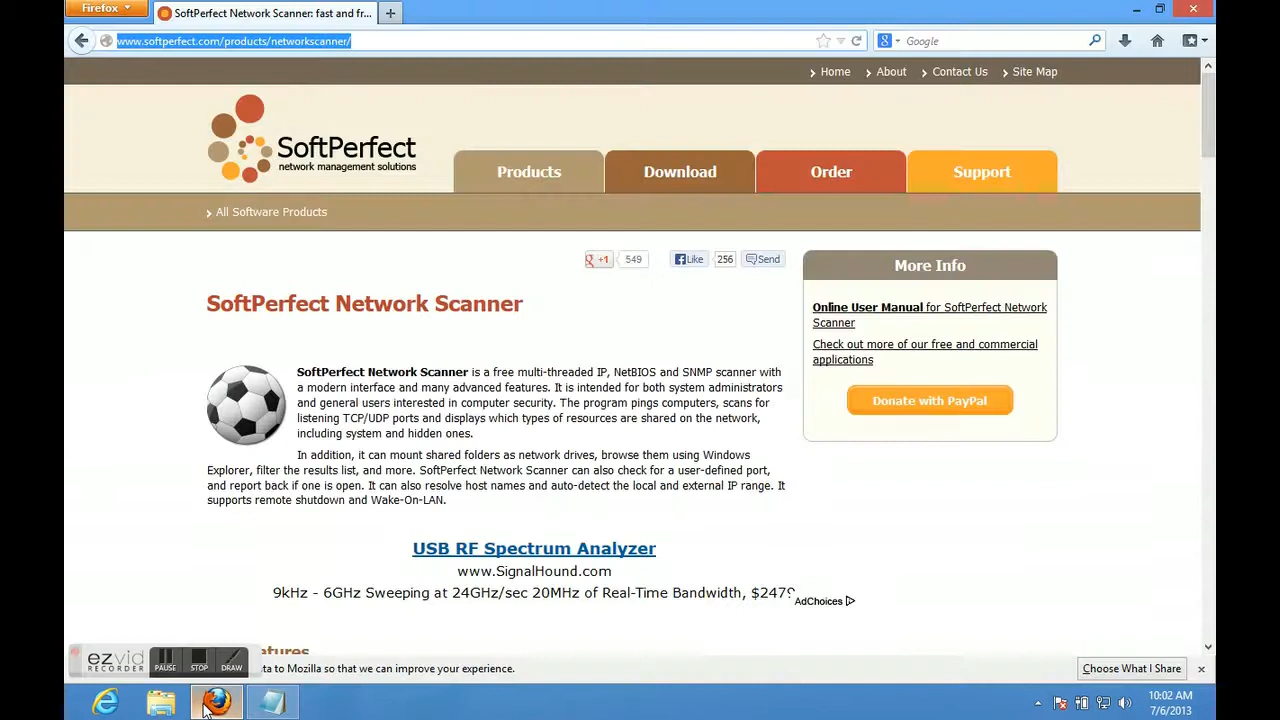 Firefox
SoftPerfect Network Scanner: fast and fr...
www.softperfect.com/products/networkscanner/
Google
Home About Contact Us Site Map
SoftPerfect
network management solutions
Products Download Order Support
All Software Products
+1 549 Like 256 Send
More Info
SoftPerfect Network Scanner
Online User Manual for SoftPerfect Network
Scanner
Check out more of our free and commercial
applications
Donate with PayPal
SoftPerfect Network Scanner is a free multi-threaded IP, NetBIOS and SNMP scanner with
a modern interface and many advanced features. It is intended for both system administrators
and general users interested in computer security. The program pings computers, scans for
listening TCP/UDP ports and displays which types of resources are shared on the network,
including system and hidden ones.
In addition, it can mount shared folders as network drives, browse them using Windows
Explorer, filter the results list, and more. SoftPerfect Network Scanner can also check for a user-defined port,
and report back if one is open. It can also resolve host names and auto-detect the local and external IP range. It
supports remote shutdown and Wake-On-LAN.
USB RF Spectrum Analyzer
www.SignalHound.com
9kHz - 6GHz Sweeping at 24GHz/sec 20MHz of Real-Time Bandwidth, $2479
AdChoices
ezvid
RECORDER
PAUSE STOP DRAW
to Mozilla so that we can improve your experience.
Choose What I Share
10:02 AM
7/6/2013